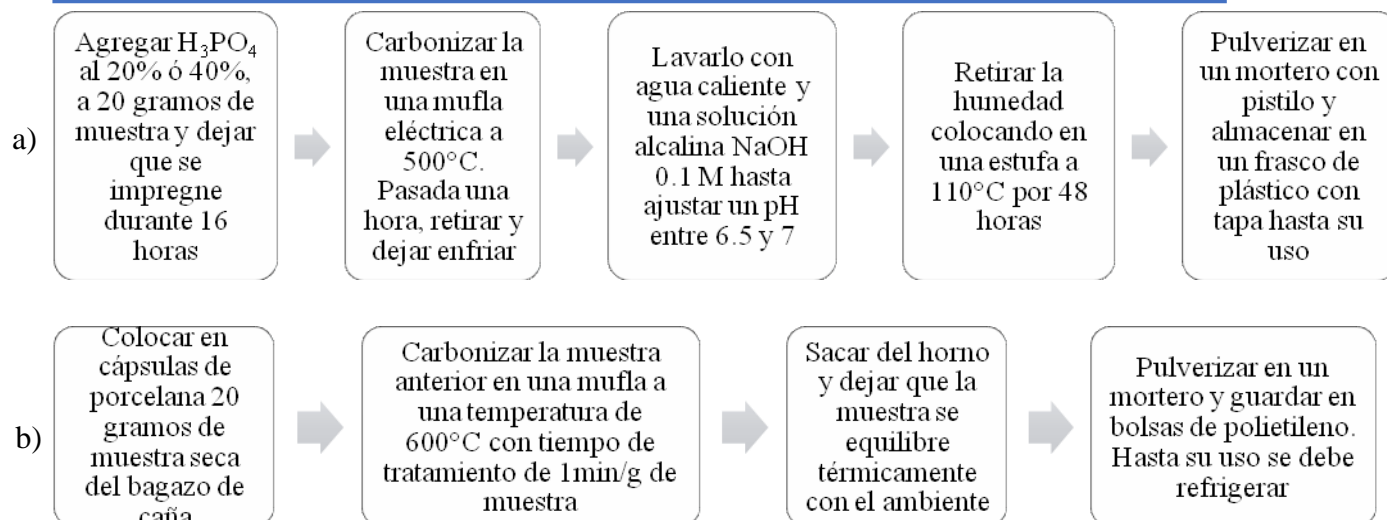 a)
Agregar H₃PO₄
al 20% ó 40%,
a 20 gramos de
muestra y dejar
que se
impregne
durante 16
horas
Carbonizar la
muestra en
una mufla
eléctrica a
500°C.
Pasada una
hora, retirar y
dejar enfriar
Lavarlo con
agua caliente y
una solución
alcalina NaOH
0.1 M hasta
ajustar un pH
entre 6.5 y 7
Retirar la
humedad
colocando en
una estufa a
110°C por 48
horas
Pulverizar en
un mortero con
pistilo y
almacenar en
un frasco de
plástico con
tapa hasta su
uso
b)
Colocar en
cápsulas de
porcelana 20
gramos de
muestra seca
del bagazo de
caña
Carbonizar la muestra
anterior en una mufla a
una temperatura de
600°C con tiempo de
tratamiento de 1min/g de
muestra
Sacar del horno
y dejar que la
muestra se
equilibre
térmicamente
con el ambiente
Pulverizar en un
mortero y guardar en
bolsas de polietileno.
Hasta su uso se debe
refrigerar